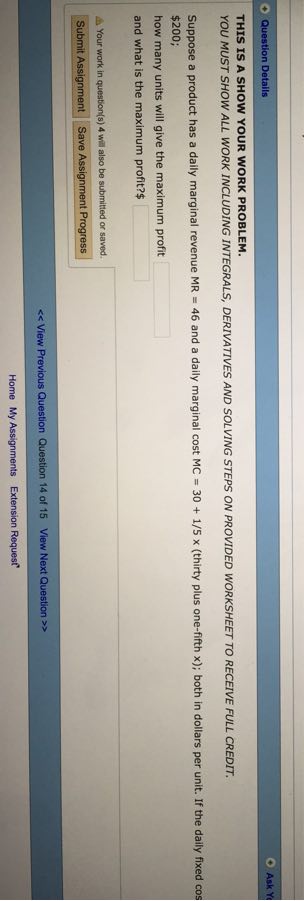 Question Details
Ask Yo
THIS IS A SHOW YOUR WORK PROBLEM.
YOU MUST SHOW ALL WORK INCLUDING INTEGRALS, DERIVATIVES AND SOLVING STEPS ON PROVIDED WORKSHEET TO RECEIVE FULL CREDIT.
Suppose a product has a daily marginal revenue MR = 46 and a daily marginal cost MC = 30 + 1/5 x (thirty plus one-fifth x); both in dollars per unit. If the daily fixed cos
$200;
how many units will give the maximum profit
and what is the maximum profit?$
Your work in question(s) 4 will also be submitted or saved.
Submit Assignment Save Assignment Progress
<< View Previous Question Question 14 of 15 View Next Question >>
Home My Assignments Extension Request